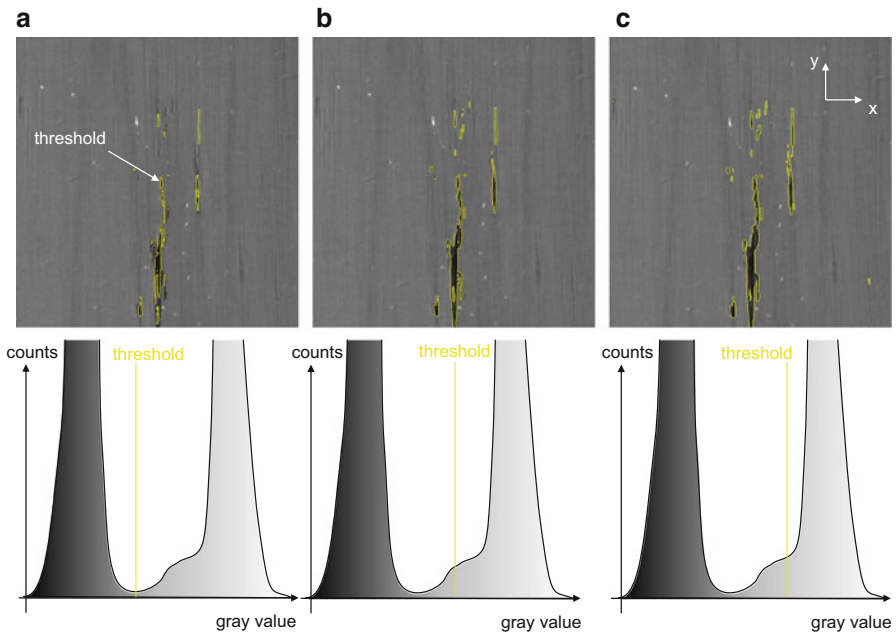 a
b
c
threshold
y
x
counts
threshold
gray value
counts
threshold
gray value
counts
threshold
gray value